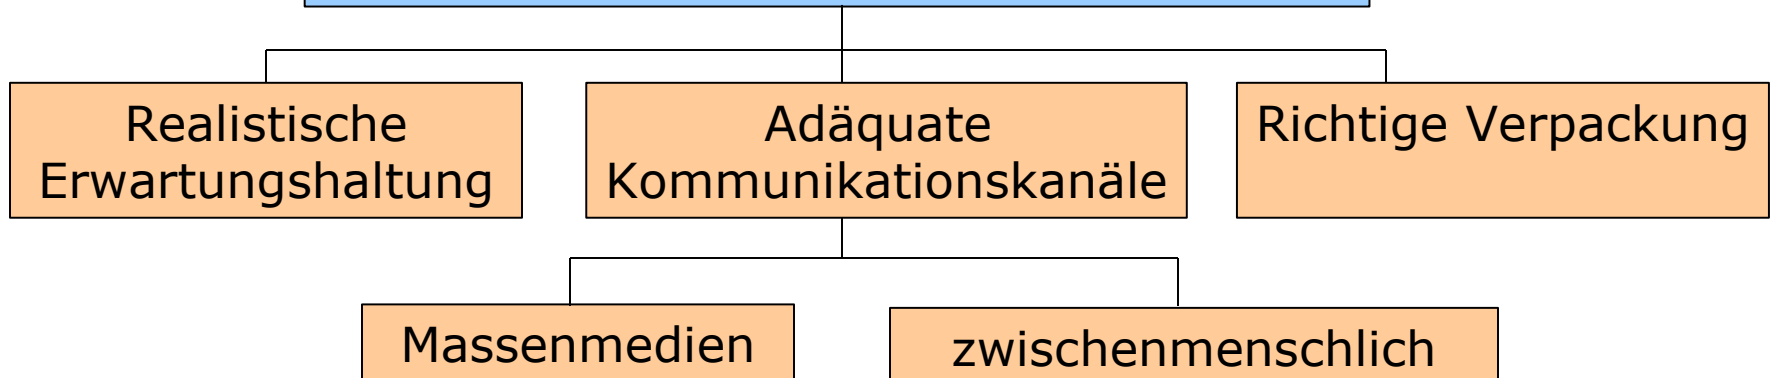 Realistische
Erwartungshaltung
Adäquate
Kommunikationskanäle
Richtige Verpackung
Massenmedien
zwischenmenschlich